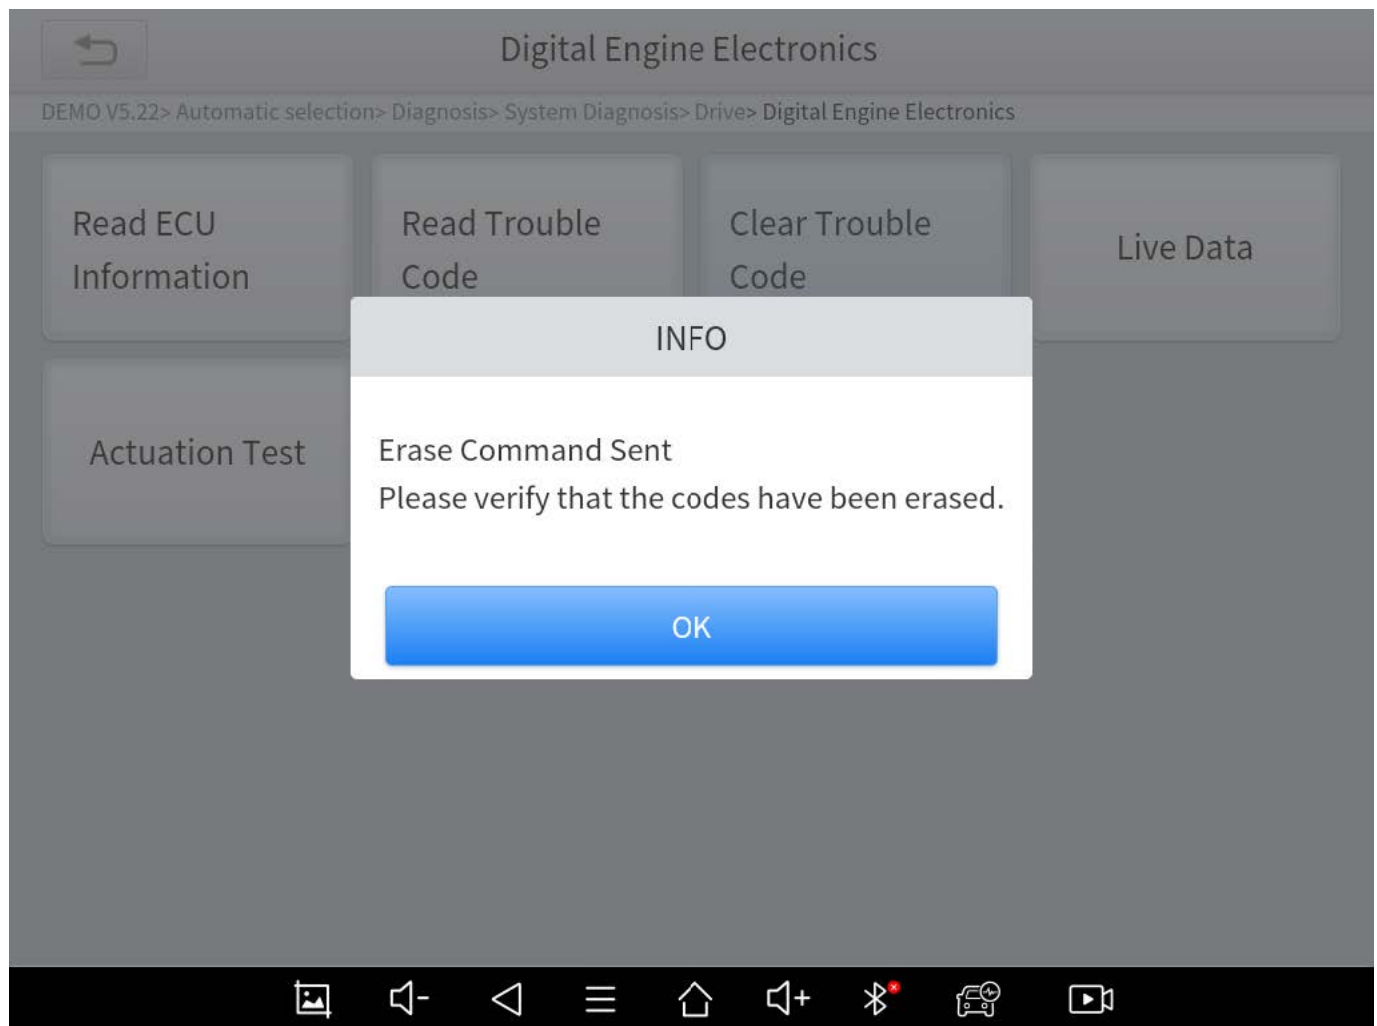 Digital Engine Electronics
DEMO V5.22> Automatic selection> Diagnosis> System Diagnosis> Drive> Digital Engine Electronics
Read ECU
Information
Read Trouble
Code
Clear Trouble
Code
Live Data
Actuation Test
INFO
Erase Command Sent
Please verify that the codes have been erased.
OK